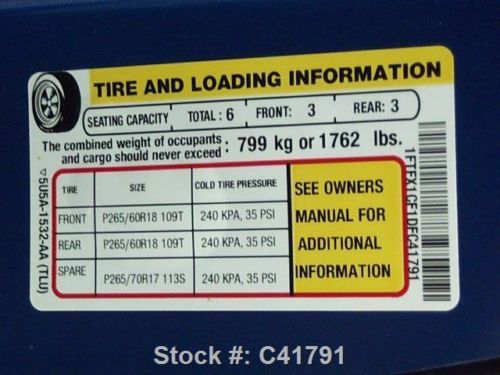 TIRE AND LOADING INFORMATION
SEATING CAPACITY TOTAL: 6 FRONT: 3 REAR: 3
The combined weight of occupants
and cargo should never exceed : 799 kg or 1762 lbs.
TIRE SIZE COLD TIRE PRESSURE
FRONT P265/60R18 109T 240 KPA, 35 PSI
REAR P265/60R18 109T 240 KPA, 35 PSI
SPARE P265/70R17 113S 240 KPA, 35 PSI
SEE OWNERS
MANUAL FOR
ADDITIONAL
INFORMATION
▽5U5A-1532-AA (TLU)
1FTFX1CF1DFC41791
Stock #: C41791